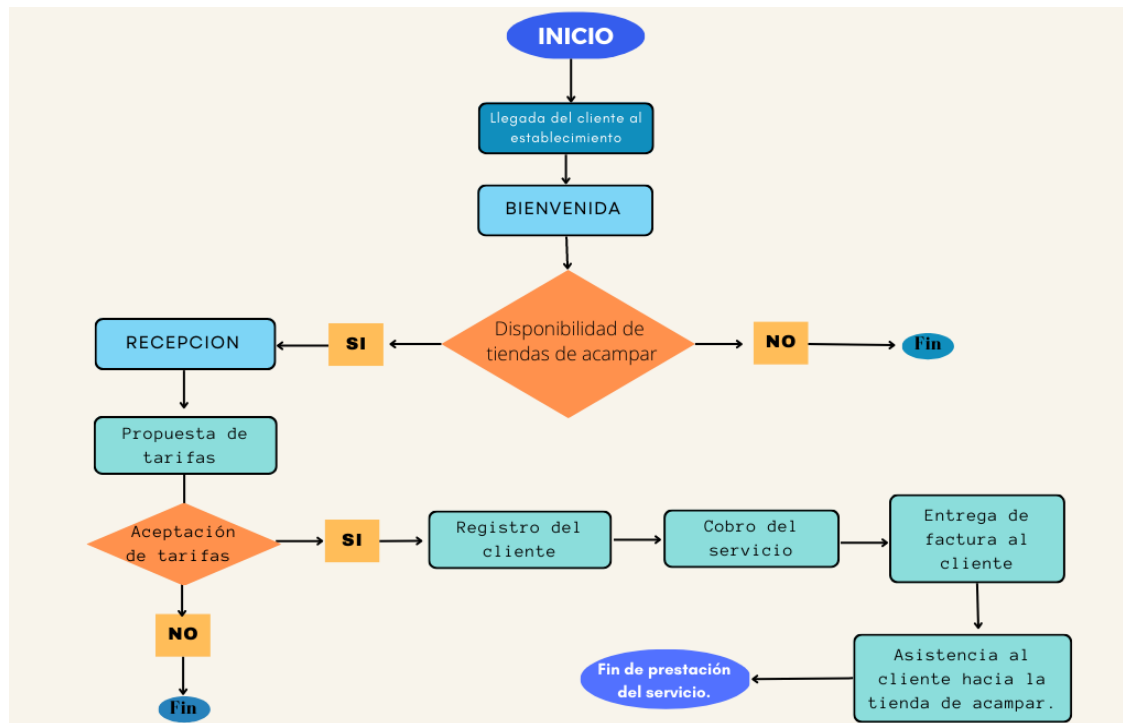 INICIO
Llegada del cliente al
establecimiento
BIENVENIDA
Disponibilidad de
tiendas de acampar
SI
RECEPCION
NO
Fin
Propuesta de
tarifas
Aceptación
de tarifas
SI
Registro del
cliente
Cobro del
servicio
Entrega de
factura al
cliente
NO
Fin
Asistencia al
cliente hacia la
tienda de acampar.
Fin de prestación
del servicio.